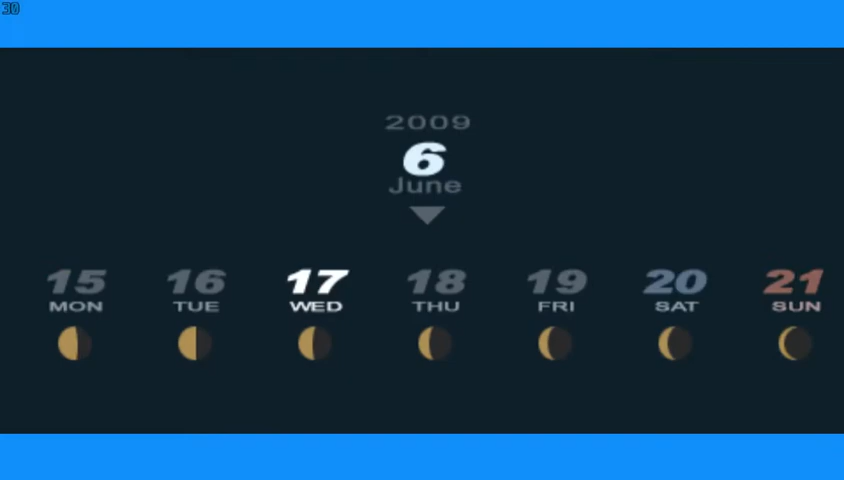 30
2009
6
June
15 16 17 18 19 20 21
MON TUE WED THU FRI SAT SUN